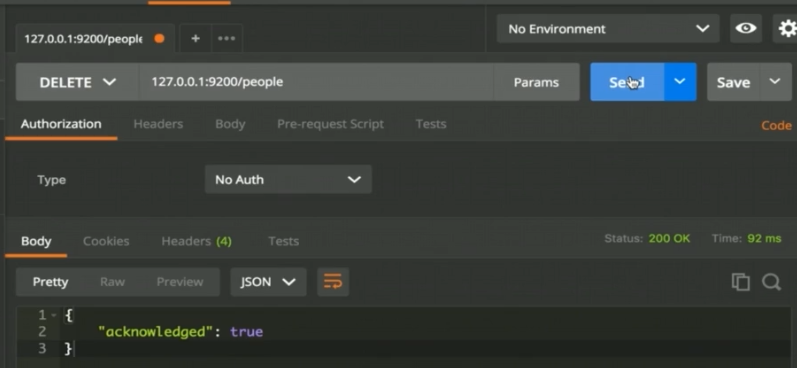 No Environment
127.0.0.1:9200/people + •••
DELETE 127.0.0.1:9200/people Params Send Save
Authorization Headers Body Pre-request Script Tests Code
Type No Auth
Body Cookies Headers (4) Tests Status: 200 OK Time: 92 ms
Pretty Raw Preview JSON
1 {
2 "acknowledged": true
3 }